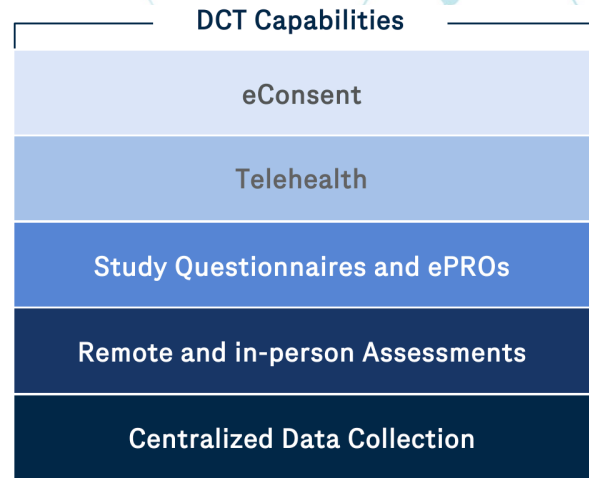 DCT Capabilities
eConsent
Telehealth
Study Questionnaires and ePROs
Remote and in-person Assessments
Centralized Data Collection